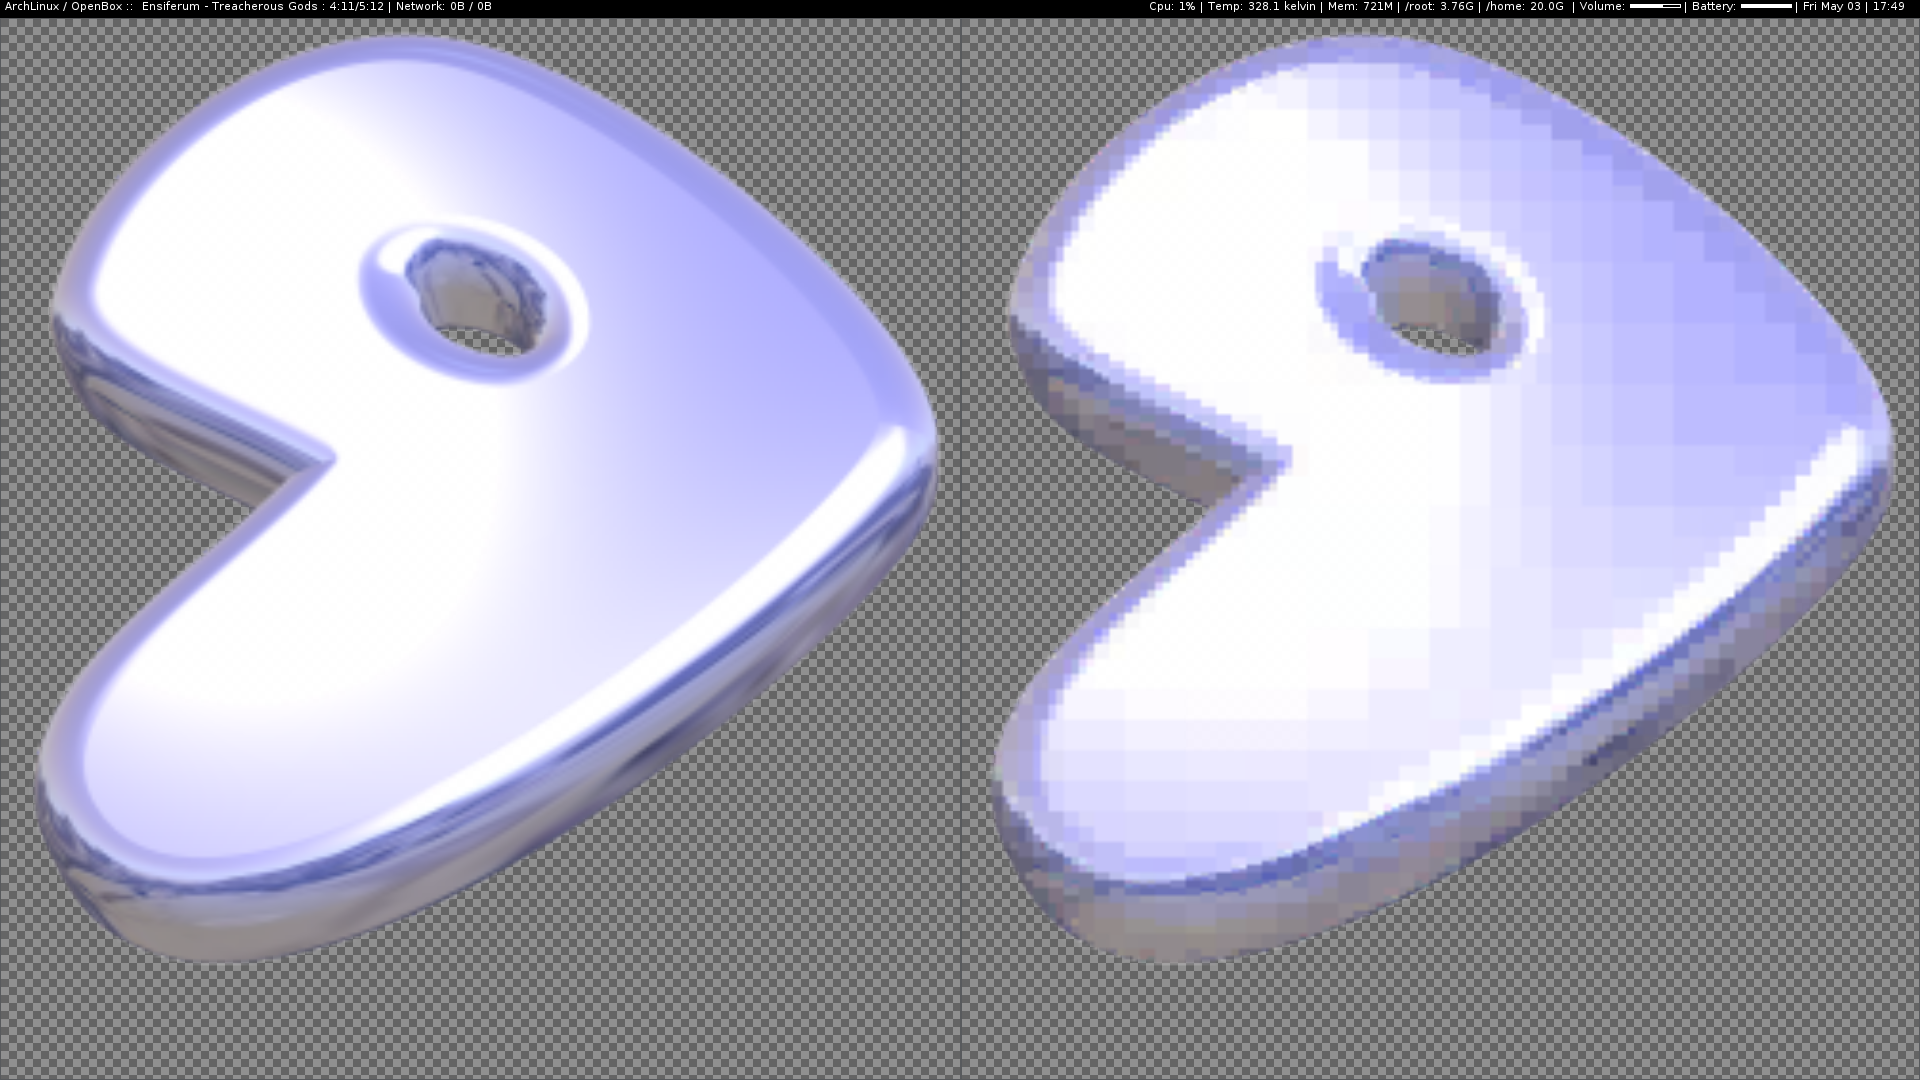 ArchLinux / OpenBox ::  Ensiferum - Treacherous Gods : 4:11/5:12 | Network: 0B / 0B
Cpu: 1% | Temp: 328.1 kelvin | Mem: 721M | /root: 3.76G | /home: 20.0G | Volume: | Battery: | Fri May 03 | 17:49